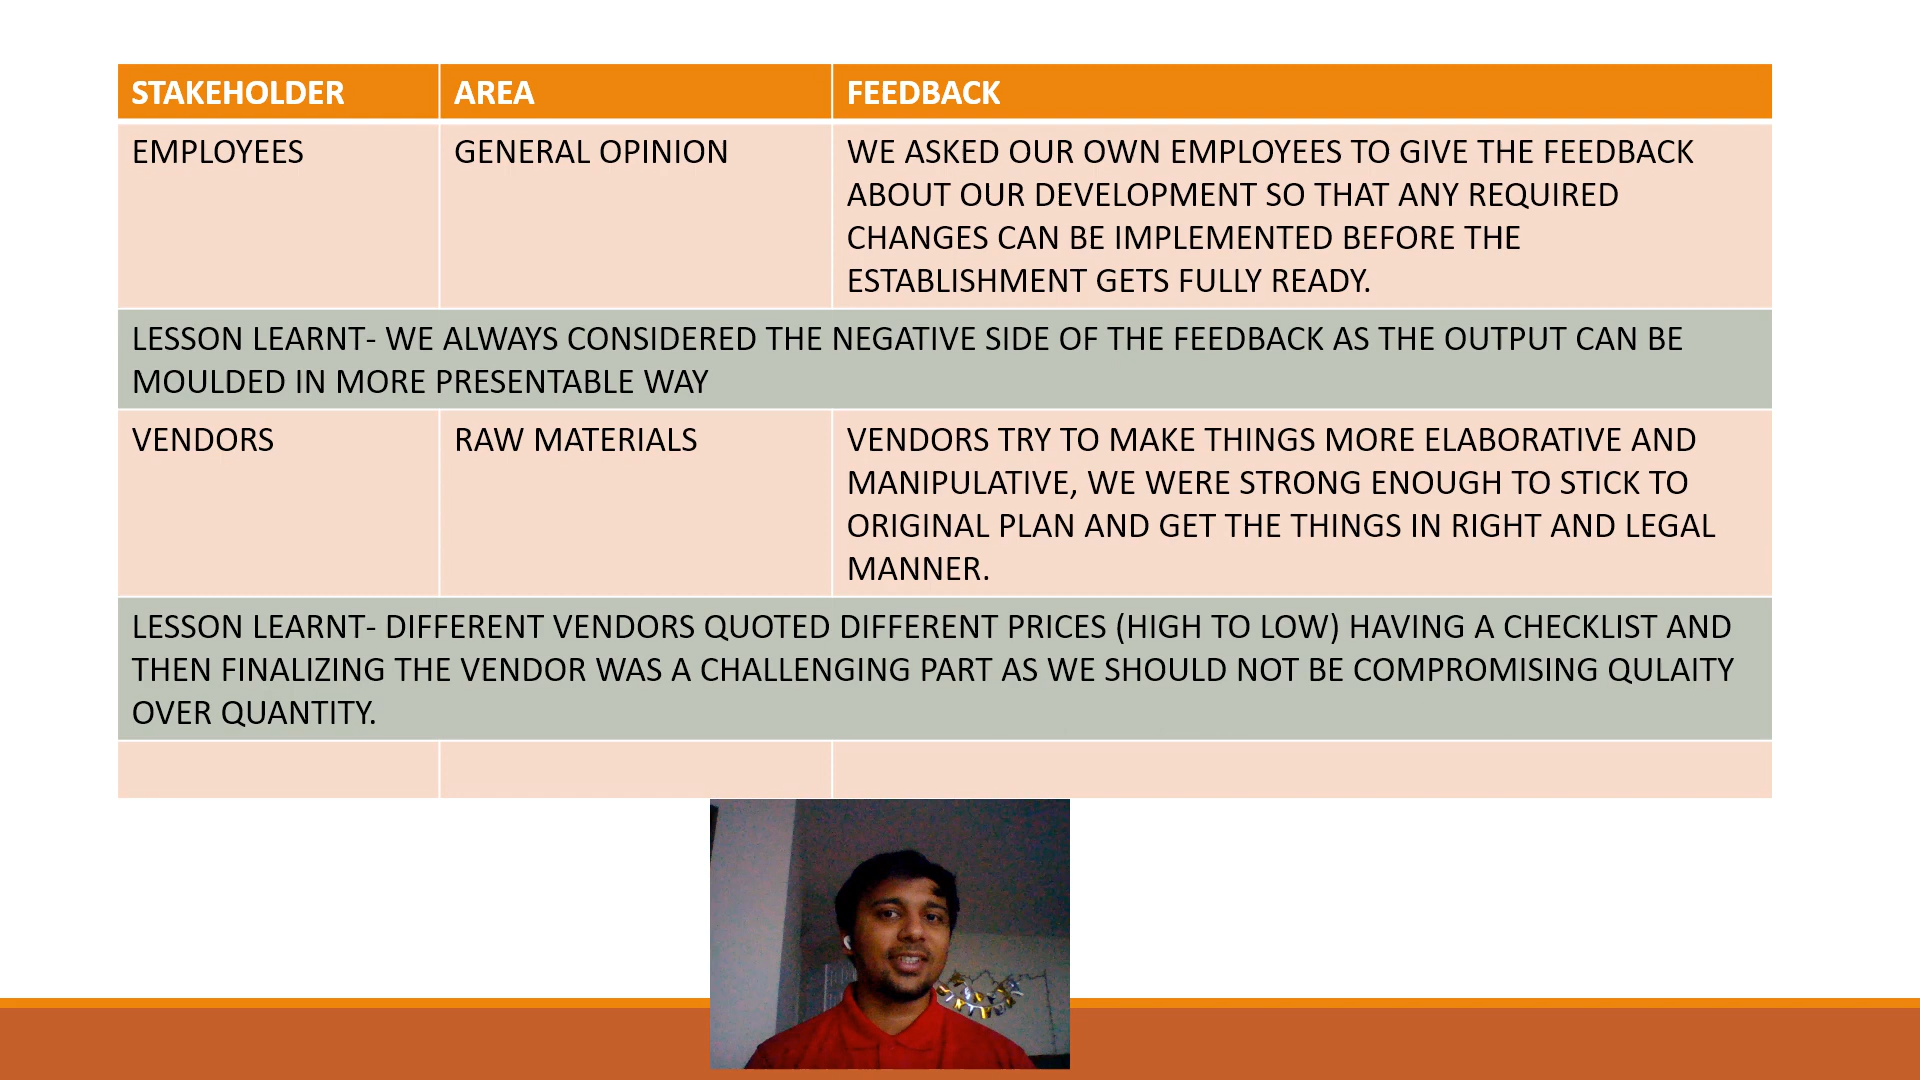 STAKEHOLDER AREA FEEDBACK
EMPLOYEES GENERAL OPINION WE ASKED OUR OWN EMPLOYEES TO GIVE THE FEEDBACK
ABOUT OUR DEVELOPMENT SO THAT ANY REQUIRED
CHANGES CAN BE IMPLEMENTED BEFORE THE
ESTABLISHMENT GETS FULLY READY.
LESSON LEARNT- WE ALWAYS CONSIDERED THE NEGATIVE SIDE OF THE FEEDBACK AS THE OUTPUT CAN BE
MOULDED IN MORE PRESENTABLE WAY
VENDORS RAW MATERIALS VENDORS TRY TO MAKE THINGS MORE ELABORATIVE AND
MANIPULATIVE, WE WERE STRONG ENOUGH TO STICK TO
ORIGINAL PLAN AND GET THE THINGS IN RIGHT AND LEGAL
MANNER.
LESSON LEARNT- DIFFERENT VENDORS QUOTED DIFFERENT PRICES (HIGH TO LOW) HAVING A CHECKLIST AND
THEN FINALIZING THE VENDOR WAS A CHALLENGING PART AS WE SHOULD NOT BE COMPROMISING QULAITY
OVER QUANTITY.